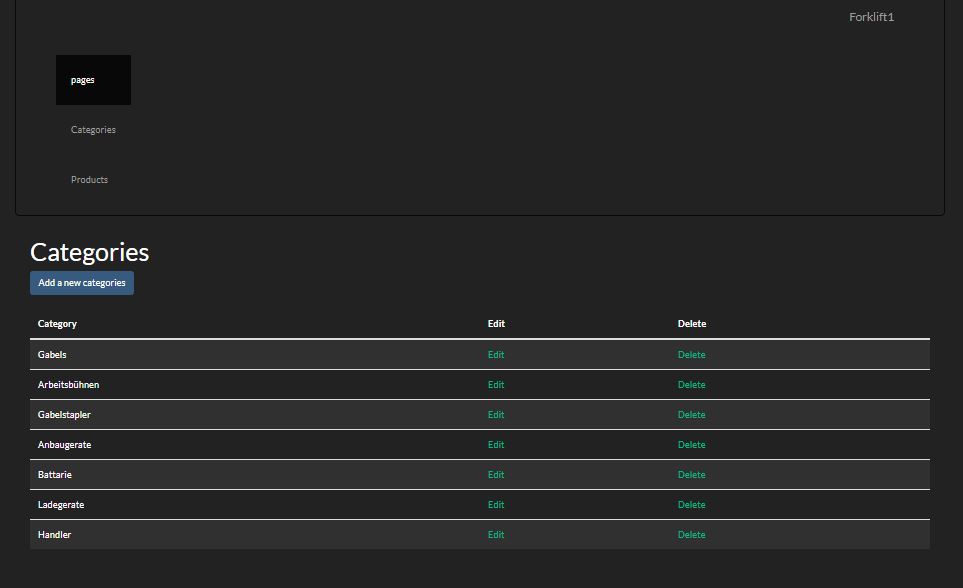 Forklift1
pages
Categories
Products
Categories
Add a new categories
Category Edit Delete
Gabels Edit Delete
Arbeitsbühnen Edit Delete
Gabelstapler Edit Delete
Anbaugerate Edit Delete
Battarie Edit Delete
Ladegerate Edit Delete
Handler Edit Delete